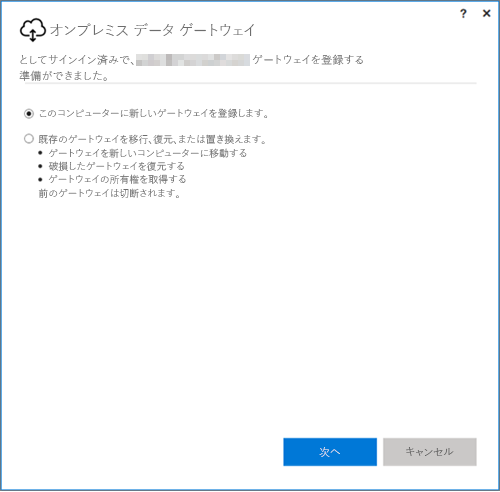 ?
オンプレミス データ ゲートウェイ
としてサインイン済みで、 ゲートウェイを登録する
準備ができました。
このコンピューターに新しいゲートウェイを登録します。
既存のゲートウェイを移行、復元、または置き換えます。
• ゲートウェイを新しいコンピューターに移動する
• 破損したゲートウェイを復元する
• ゲートウェイの所有権を取得する
前のゲートウェイは切断されます。
次へ キャンセル